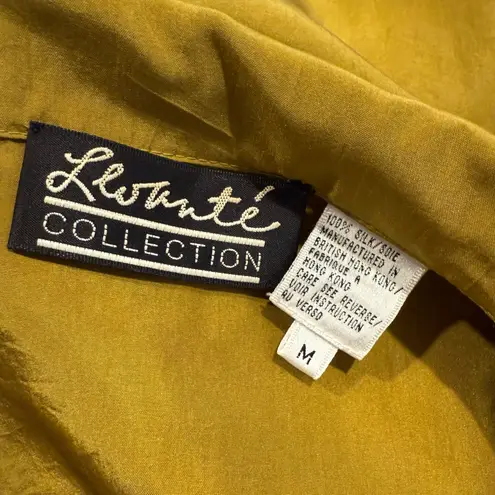 Levanté
COLLECTION
100% SILK/SOIE
MANUFACTURED IN
BRITISH HONG KONG/
FABRIQUE A
HONG KONG
CARE SEE REVERSE/
VOIR INSTRUCTION
AU VERSO
M